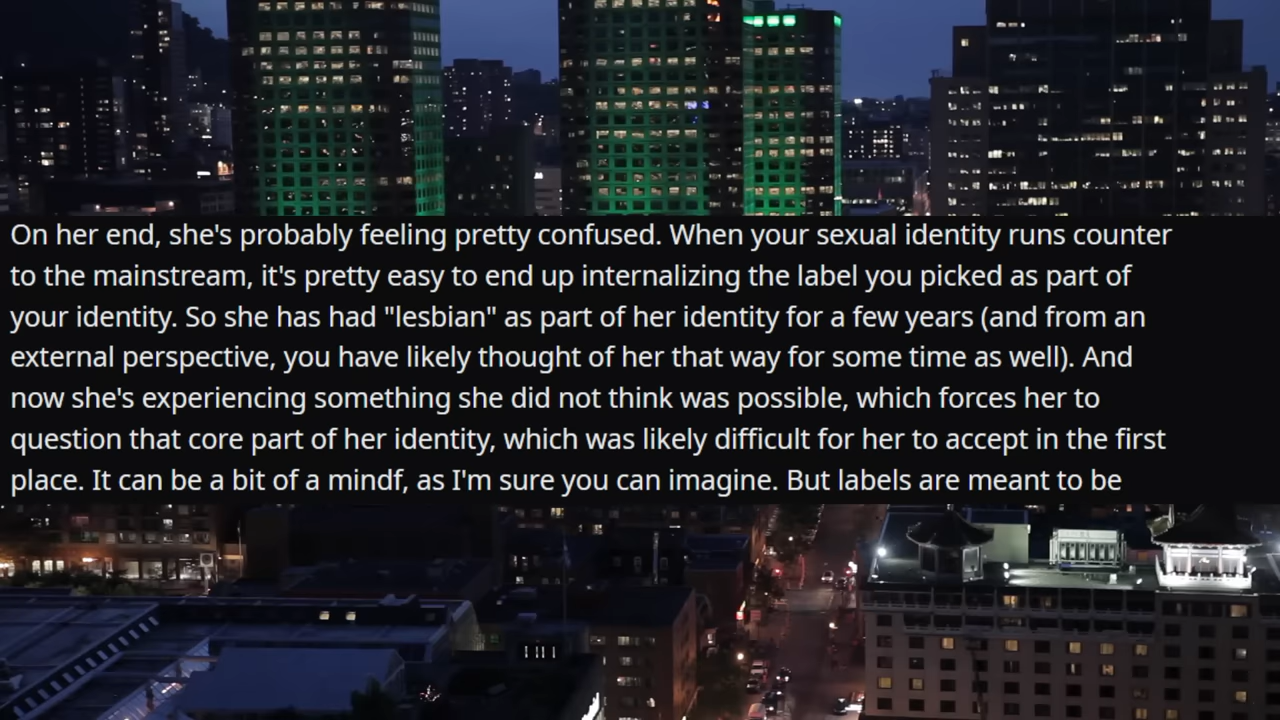 On her end, she's probably feeling pretty confused. When your sexual identity runs counter
to the mainstream, it's pretty easy to end up internalizing the label you picked as part of
your identity. So she has had "lesbian" as part of her identity for a few years (and from an
external perspective, you have likely thought of her that way for some time as well). And
now she's experiencing something she did not think was possible, which forces her to
question that core part of her identity, which was likely difficult for her to accept in the first
place. It can be a bit of a mindf, as I'm sure you can imagine. But labels are meant to be